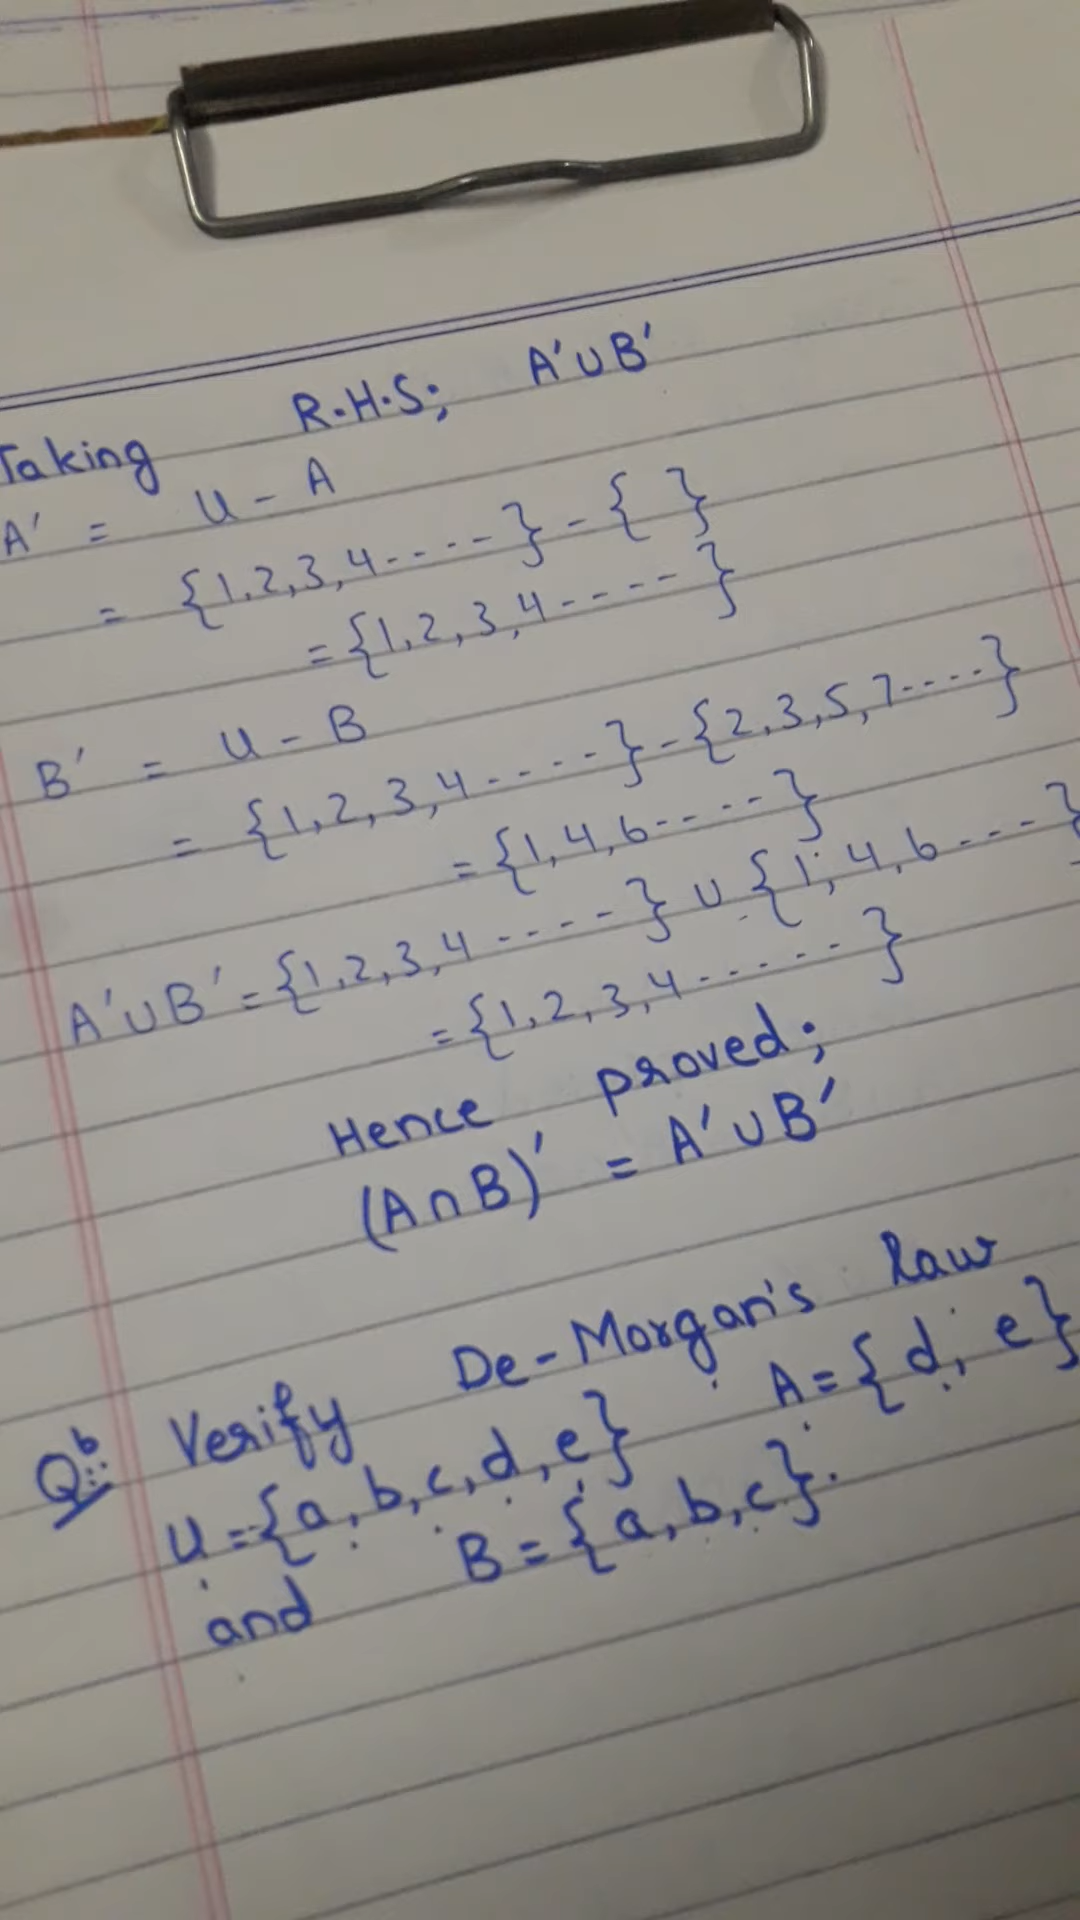 Taking R.H.S; A′∪B′
A′ = U - A
= {1,2,3,4-----} - { }
= {1,2,3,4-----}
B′ = U - B
= {1,2,3,4-----} - {2,3,5,7-----}
= {1,4,6-----}
A′∪B′ = {1,2,3,4-----} ∪ {1,4,6----}
= {1,2,3,4------}
Hence proved;
(A∩B)′ = A′∪B′
Q6: Verify De-Morgan's Law
U = {a,b,c,d,e} A = {d, e}
and B = {a,b,c}.